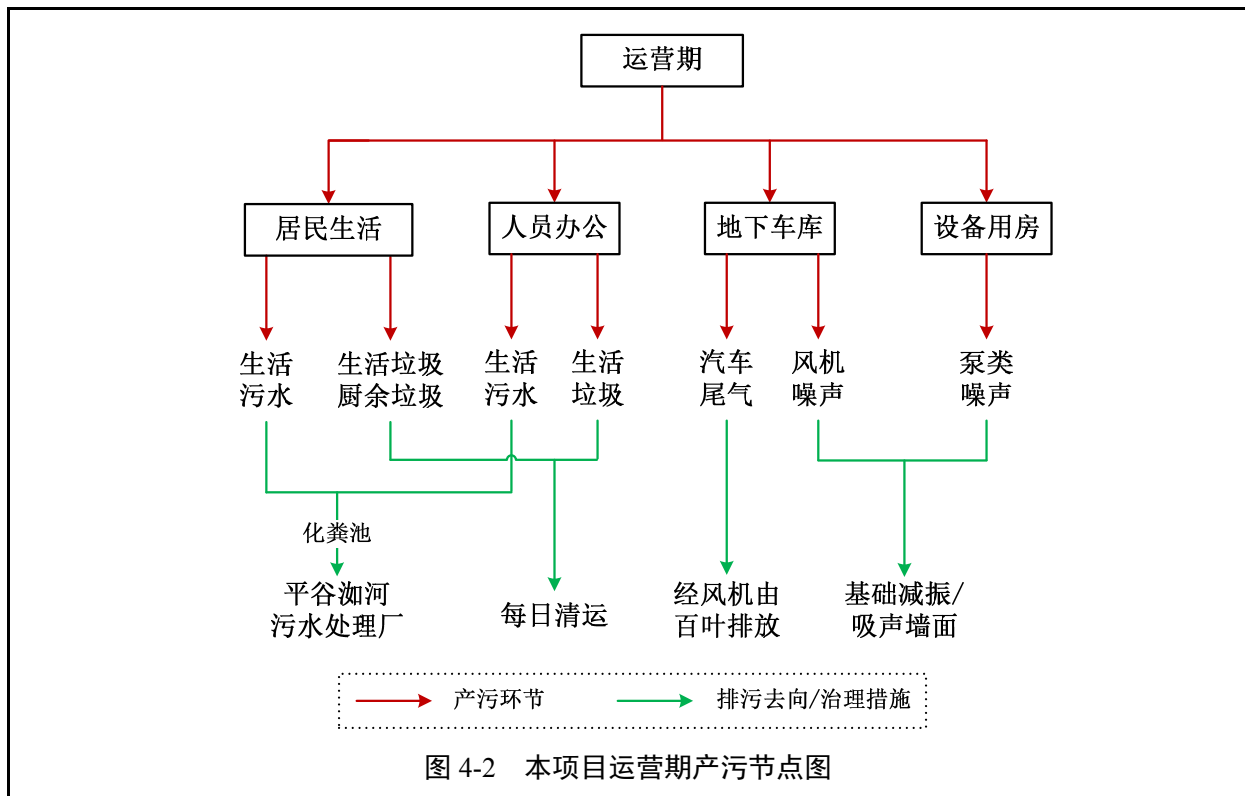 运营期
居民生活
人员办公
地下车库
设备用房
生活
污水
生活垃圾
厨余垃圾
生活
污水
生活
垃圾
汽车
尾气
风机
噪声
泵类
噪声
化粪池
平谷洳河
污水处理厂
每日清运
经风机由
百叶排放
基础减振/
吸声墙面
产污环节
排污去向/治理措施
图 4-2 本项目运营期产污节点图